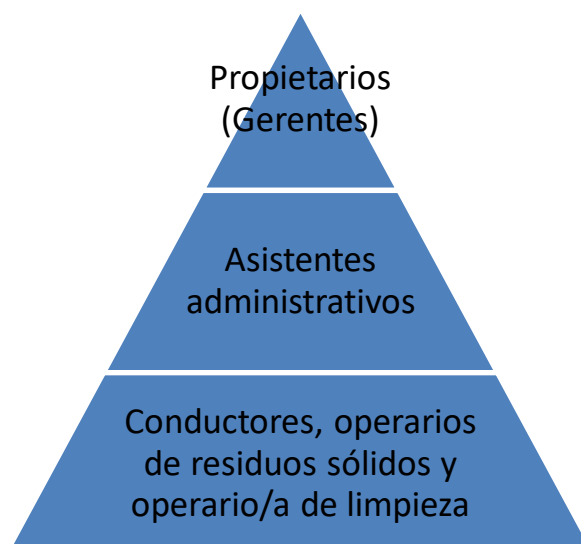 Propietarios
(Gerentes)
Asistentes
administrativos
Conductores, operarios
de residuos sólidos y
operario/a de limpieza